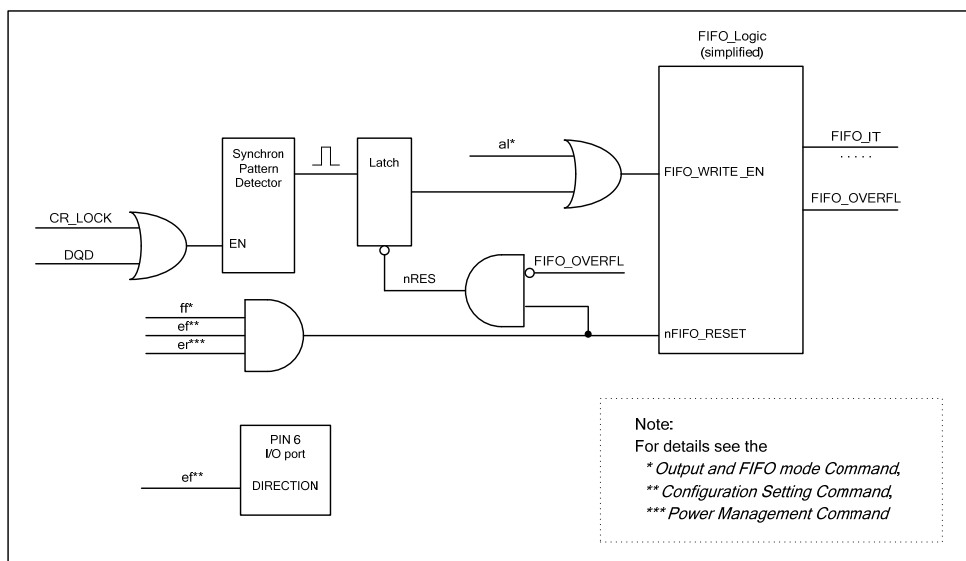 FIFO_Logic
(simplified)
Synchron
Pattern
Detector
EN
CR_LOCK
DQD
Latch
al*
FIFO_WRITE_EN
FIFO_IT
.....
FIFO_OVERFL
nRES
FIFO_OVERFL
ff*
ef**
er***
nFIFO_RESET
PIN 6
I/O port
ef**
DIRECTION
Note:
For details see the
* Output and FIFO mode Command,
** Configuration Setting Command,
*** Power Management Command